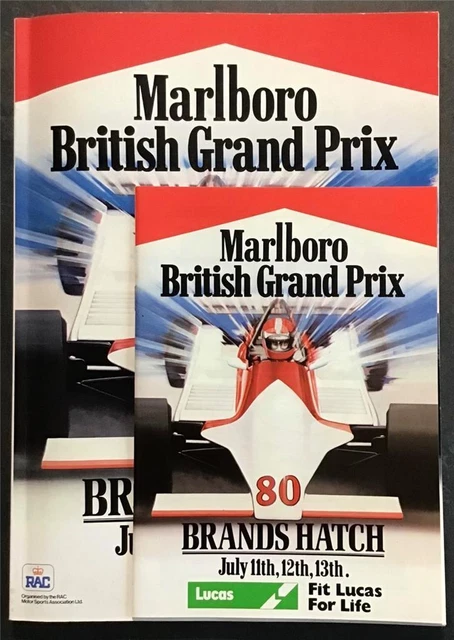 Marlboro
British Grand Prix
BR
Ju
RAC
Organised by the RAC
Motor Sports Association Ltd.
Marlboro
British Grand Prix
80
BRANDS HATCH
July 11th, 12th, 13th.
Lucas
Fit Lucas
For Life